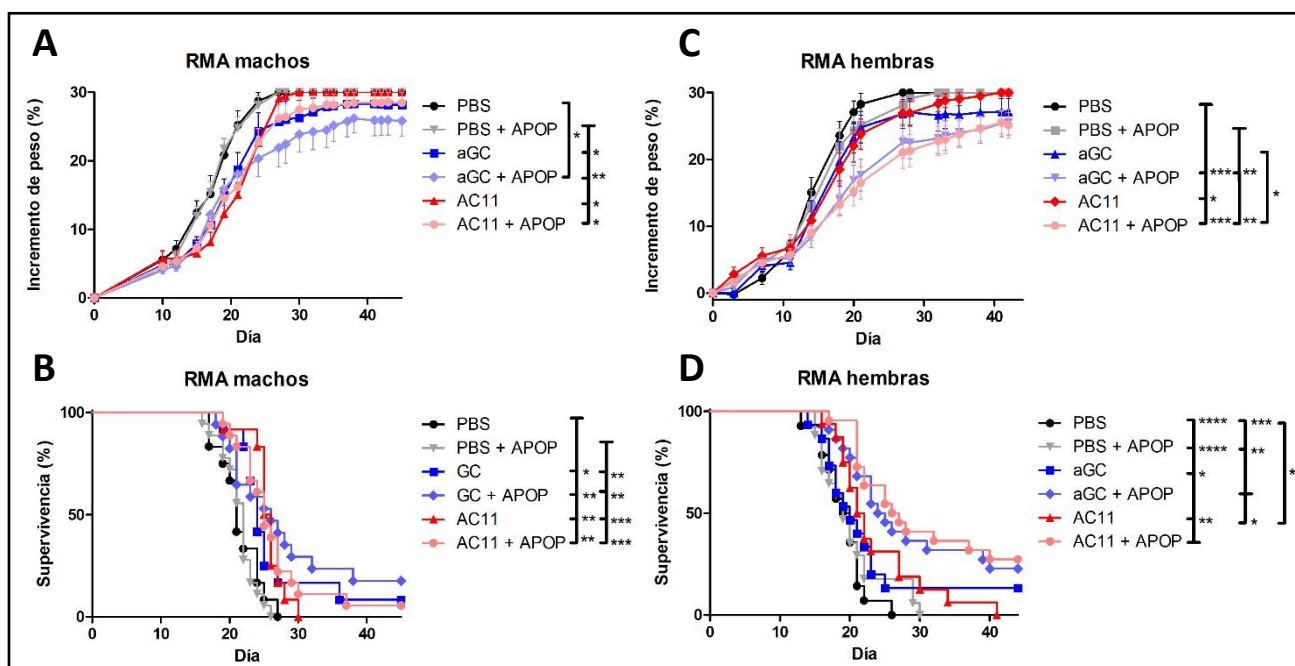 A
RMA machos
Incremento de peso (%)
30
20
10
0
0 10 20 30 40
Día
PBS
PBS + APOP
aGC
aGC + APOP
AC11
AC11 + APOP
*
*
**
*
*
C
RMA hembras
Incremento de peso (%)
30
20
10
0
0 10 20 30 40
Día
PBS
PBS + APOP
aGC
aGC + APOP
AC11
AC11 + APOP
*** **
*
*
*** **
B
RMA machos
Supervivencia (%)
100
50
0
0 10 20 30 40
Día
PBS
PBS + APOP
GC
GC + APOP
AC11
AC11 + APOP
* **
** **
** ***
** ***
D
RMA hembras
Supervivencia (%)
100
50
0
0 10 20 30 40
Día
PBS
PBS + APOP
aGC
aGC + APOP
AC11
AC11 + APOP
**** ***
**** **
*
*
** *